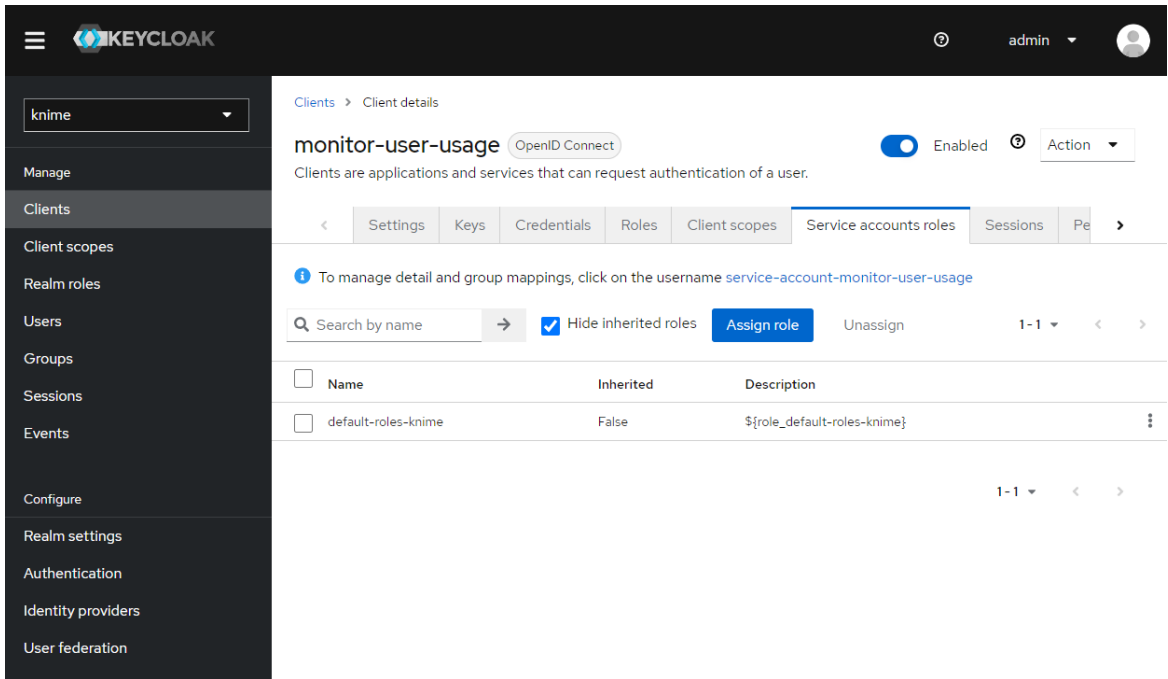 KEYCLOAK
admin
knime
Manage
Clients
Client scopes
Realm roles
Users
Groups
Sessions
Events
Configure
Realm settings
Authentication
Identity providers
User federation
Clients > Client details
monitor-user-usage OpenID Connect
Enabled
Action
Clients are applications and services that can request authentication of a user.
Settings Keys Credentials Roles Client scopes Service accounts roles Sessions Pe
To manage detail and group mappings, click on the username service-account-monitor-user-usage
Search by name Hide inherited roles Assign role Unassign 1-1
Name Inherited Description
default-roles-knime False ${role_default-roles-knime}
1-1